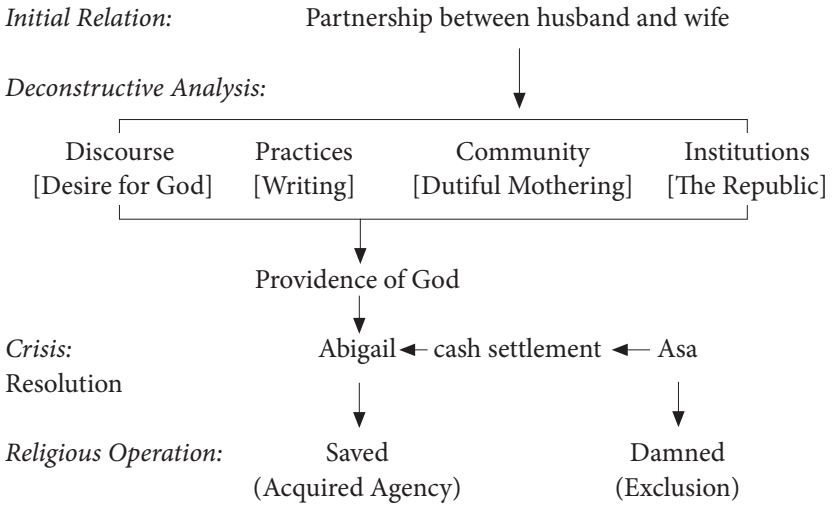 Initial Relation: Partnership between husband and wife
Deconstructive Analysis:
Discourse Practices Community Institutions
[Desire for God] [Writing] [Dutiful Mothering] [The Republic]
Providence of God
Crisis: Abigail cash settlement Asa
Resolution
Religious Operation: Saved Damned
(Acquired Agency) (Exclusion)